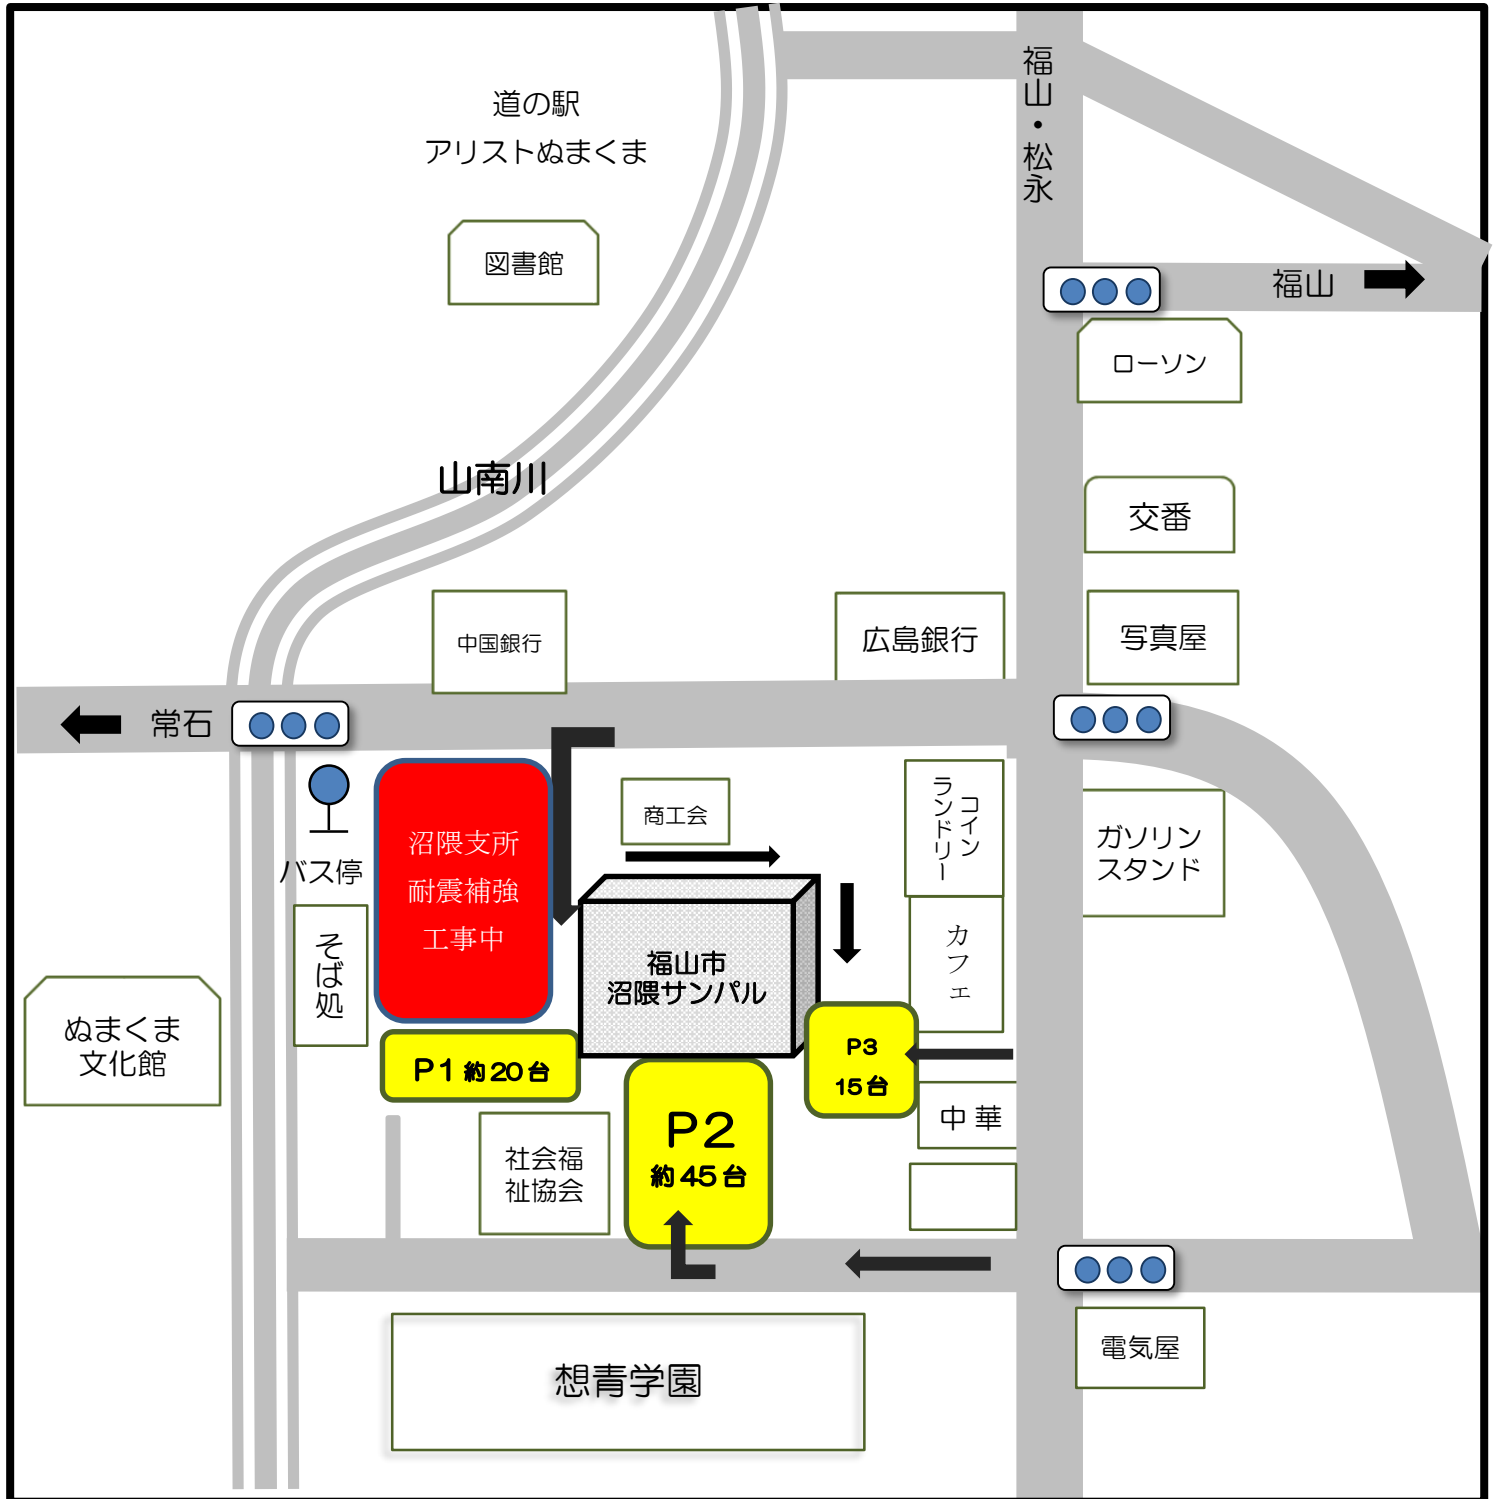 福山・松永
道の駅
アリストぬまくま
図書館
福山
ローソン
山南川
交番
中国銀行
広島銀行
写真屋
常石
バス停
沼隈支所
耐震補強
工事中
商工会
コイン
ランドリー
ガソリン
スタンド
そば処
福山市
沼隈サンパル
カフェ
ぬまくま
文化館
P1約20台
P2
約45台
P3
15台
中華
社会福
祉協会
想青学園
電気屋